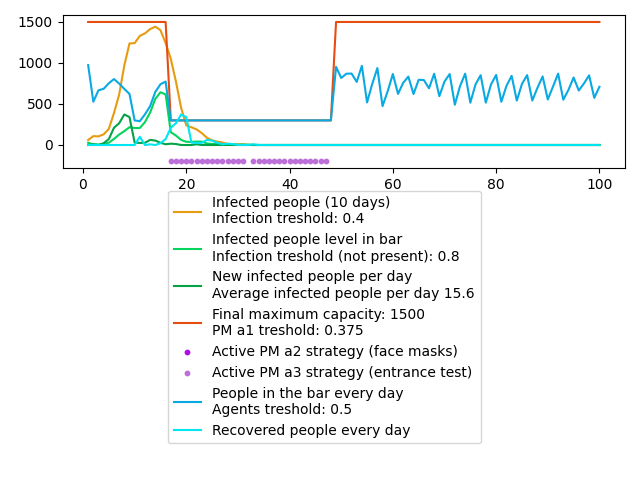 1500
1000
500
0
0
20
40
60
80
100
Infected people (10 days)
Infection treshold: 0.4
Infected people level in bar
Infection treshold (not present): 0.8
New infected people per day
Average infected people per day 15.6
Final maximum capacity: 1500
PM a1 treshold: 0.375
Active PM a2 strategy (face masks)
Active PM a3 strategy (entrance test)
People in the bar every day
Agents treshold: 0.5
Recovered people every day